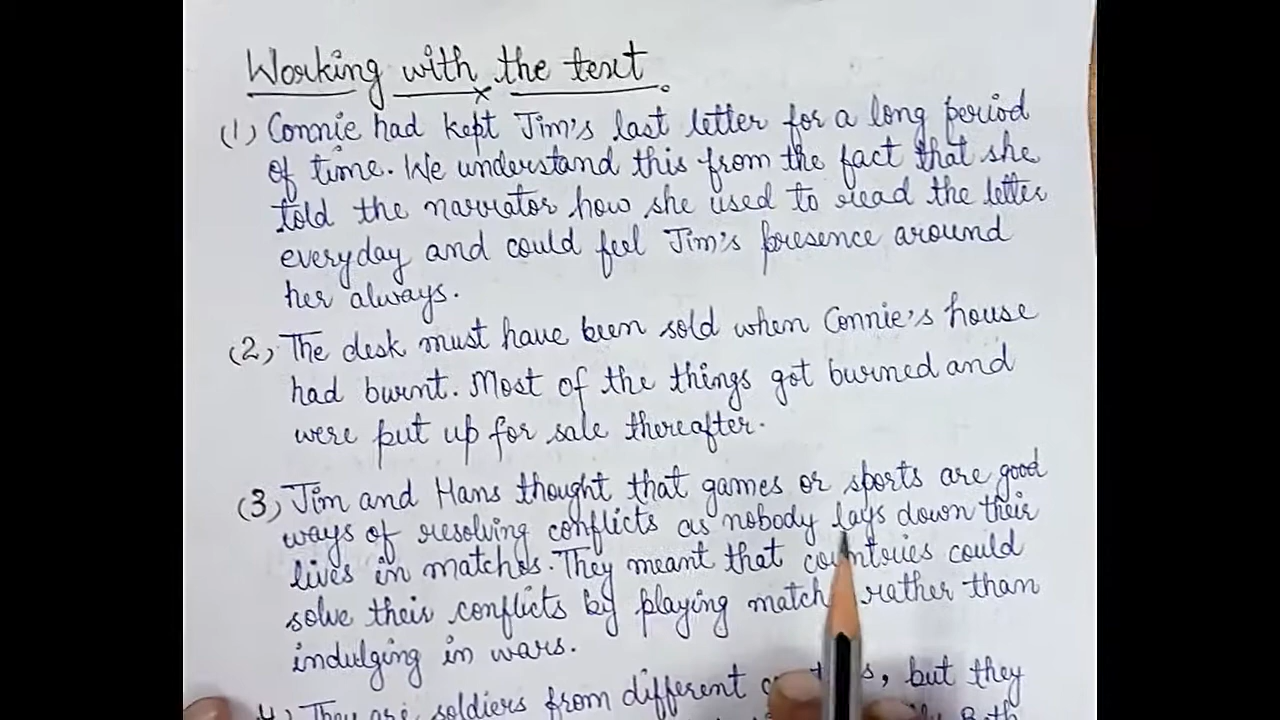 Working with the text.
(1) Connie had kept Jim's last letter for a long period
of time. We understand this from the fact that she
told the narrator how she used to read the letter
everyday and could feel Jim's presence around
her always.
(2) The desk must have been sold when Connie's house
had burnt. Most of the things got burned and
were put up for sale thereafter.
(3) Jim and Hans thought that games or sports are good
ways of resolving conflicts as nobody lays down their
lives in matches. They meant that countries could
solve their conflicts by playing match rather than
indulging in wars.
4) They are soldiers from different , but they
Both